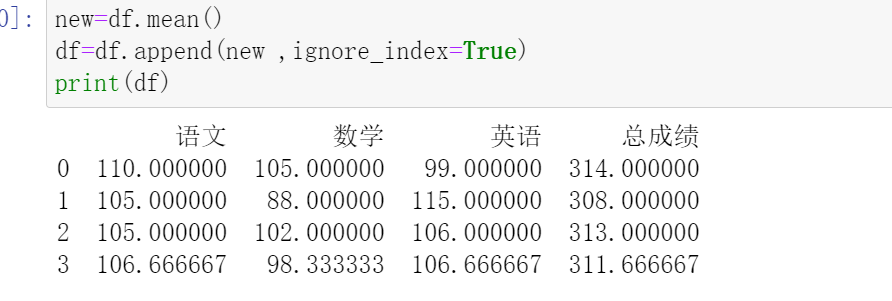 0]: new=df.mean()
df=df.append(new ,ignore_index=True)
print(df)
语文 数学 英语 总成绩
0 110.000000 105.000000 99.000000 314.000000
1 105.000000 88.000000 115.000000 308.000000
2 105.000000 102.000000 106.000000 313.000000
3 106.666667 98.333333 106.666667 311.666667